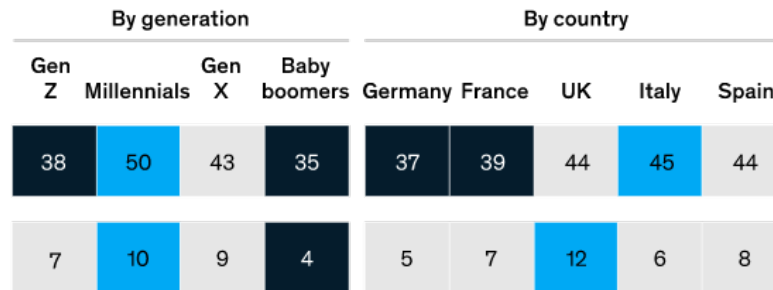 By generation By country
Gen Z Millennials Gen X Baby boomers Germany France UK Italy Spain
38 50 43 35 37 39 44 45 44
7 10 9 4 5 7 12 6 8